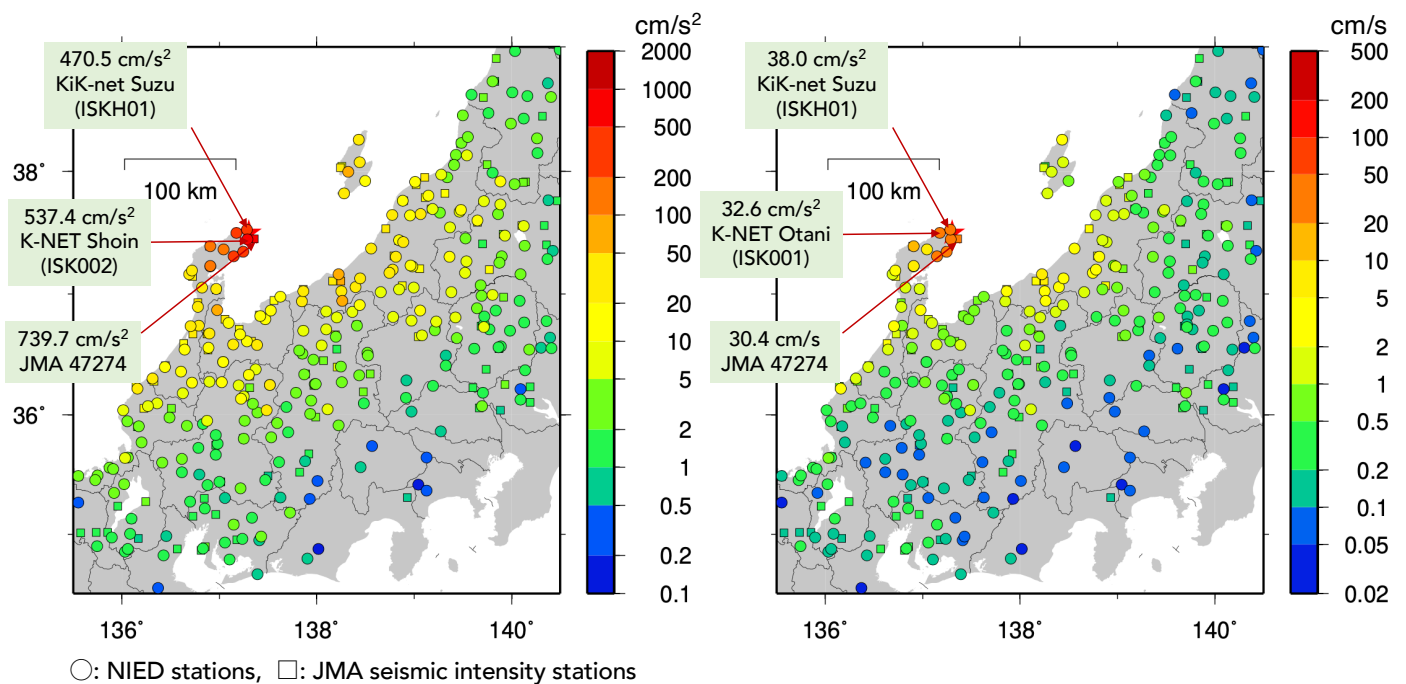 cm/s²
470.5 cm/s²
KiK-net Suzu
(ISKH01)
38˚
100 km
537.4 cm/s²
K-NET Shoin
(ISK002)
739.7 cm/s²
JMA 47274
36˚
136˚
138˚
140˚
2000
1000
500
200
100
50
20
10
5
2
1
0.5
0.2
0.1
cm/s
38.0 cm/s²
KiK-net Suzu
(ISKH01)
100 km
32.6 cm/s²
K-NET Otani
(ISK001)
30.4 cm/s
JMA 47274
136˚
138˚
140˚
500
200
100
50
20
10
5
2
1
0.5
0.2
0.1
0.05
0.02
◯: NIED stations, □: JMA seismic intensity stations